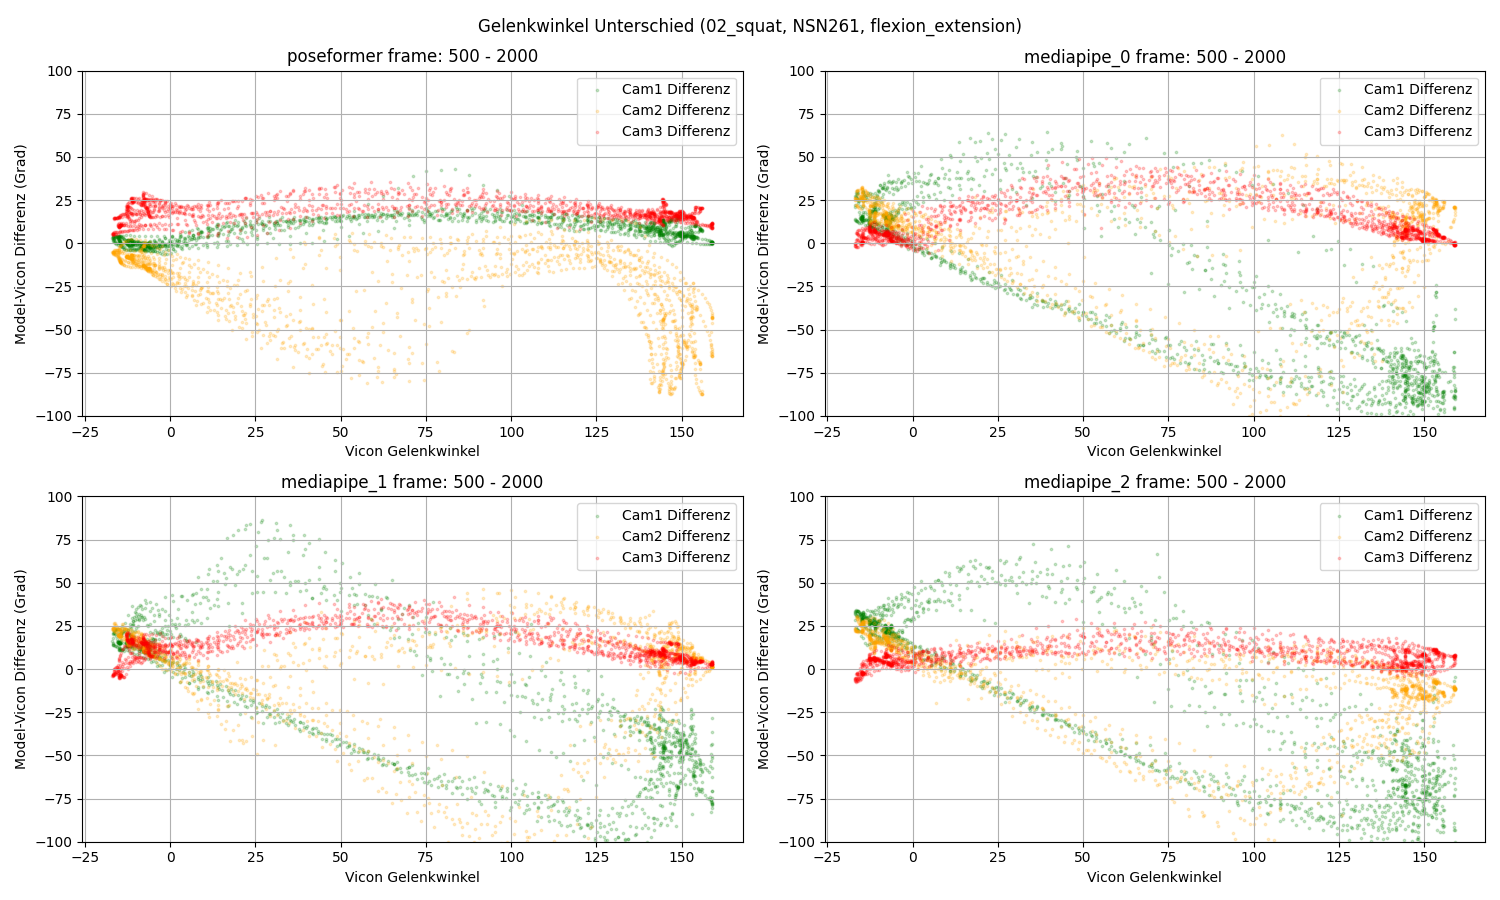 Gelenkwinkel Unterschied (02_squat, NSN261, flexion_extension)
poseformer frame: 500 - 2000
Cam1 Differenz
Cam2 Differenz
Cam3 Differenz
Model-Vicon Differenz (Grad)
100
75
50
25
0
−25
−50
−75
−100
−25 0 25 50 75 100 125 150
Vicon Gelenkwinkel
mediapipe_0 frame: 500 - 2000
Cam1 Differenz
Cam2 Differenz
Cam3 Differenz
Model-Vicon Differenz (Grad)
100
75
50
25
0
−25
−50
−75
−100
−25 0 25 50 75 100 125 150
Vicon Gelenkwinkel
mediapipe_1 frame: 500 - 2000
Cam1 Differenz
Cam2 Differenz
Cam3 Differenz
Model-Vicon Differenz (Grad)
100
75
50
25
0
−25
−50
−75
−100
−25 0 25 50 75 100 125 150
Vicon Gelenkwinkel
mediapipe_2 frame: 500 - 2000
Cam1 Differenz
Cam2 Differenz
Cam3 Differenz
Model-Vicon Differenz (Grad)
100
75
50
25
0
−25
−50
−75
−100
−25 0 25 50 75 100 125 150
Vicon Gelenkwinkel